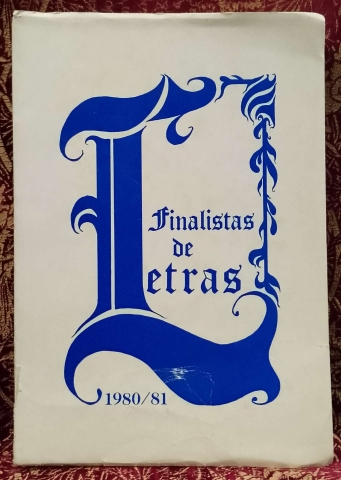 Finalistas
de
Letras
1980/81